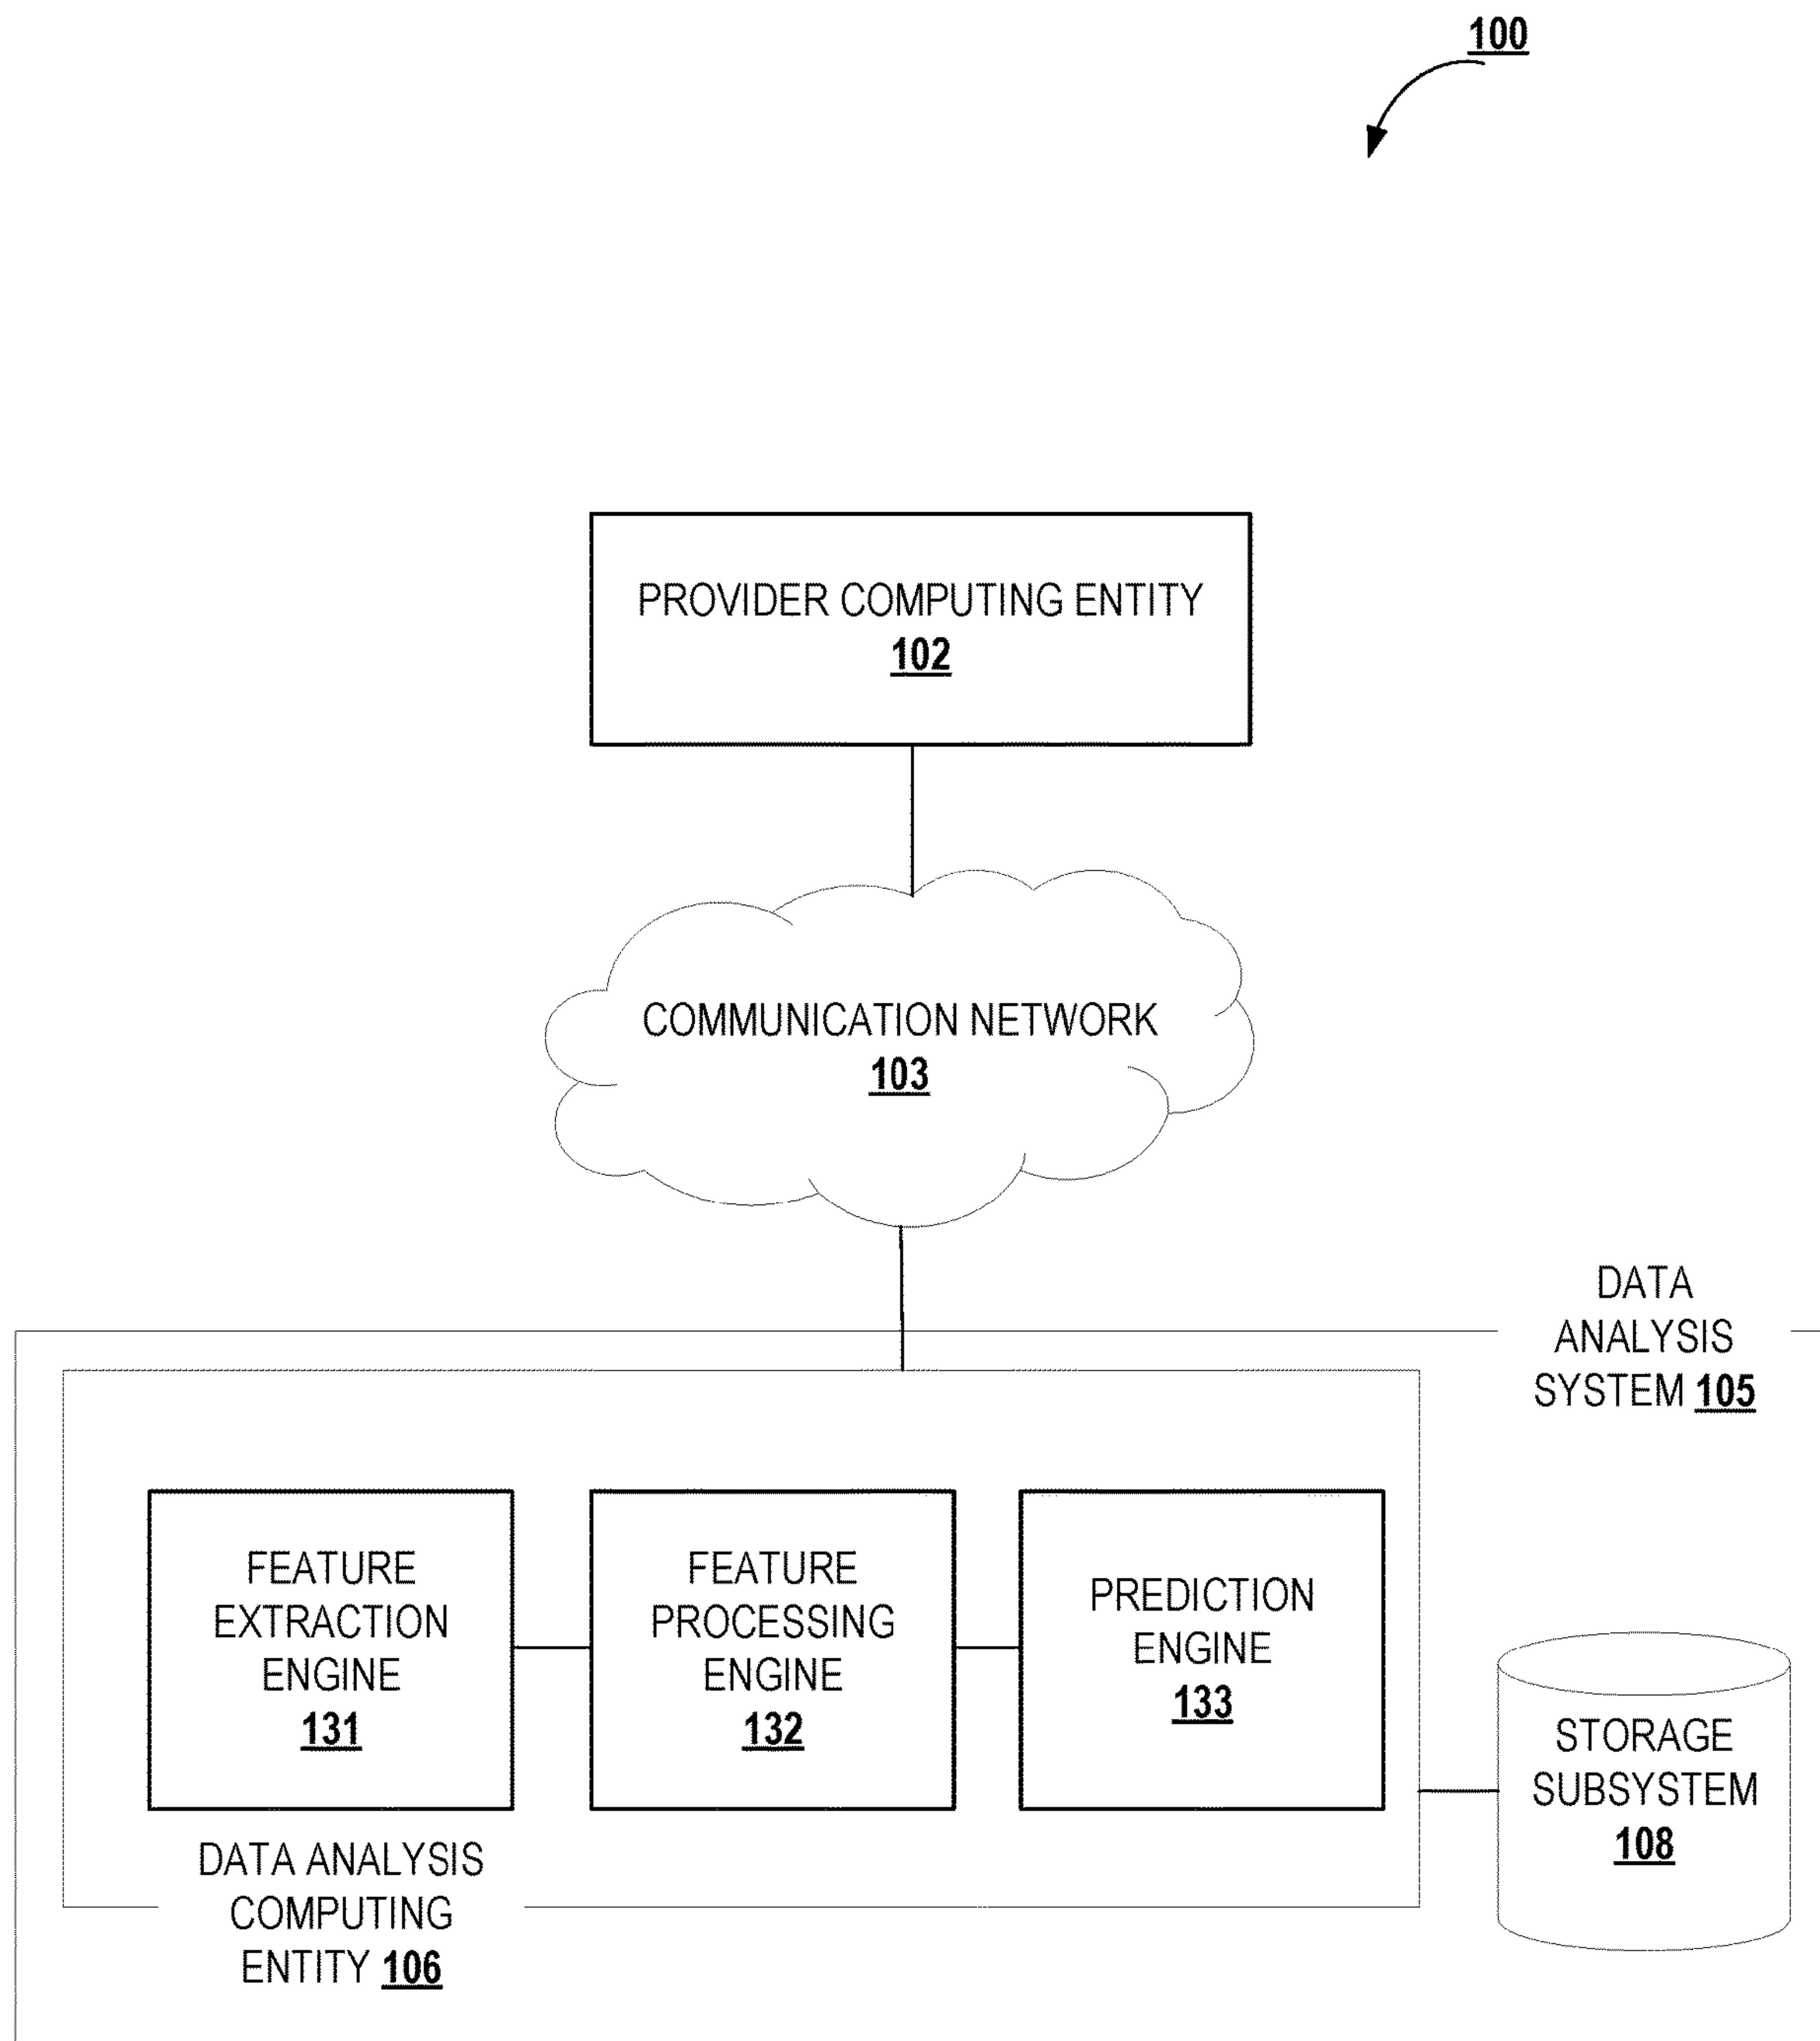 100
PROVIDER COMPUTING ENTITY
102
COMMUNICATION NETWORK
103
DATA
ANALYSIS
SYSTEM 105
FEATURE
EXTRACTION
ENGINE
131
FEATURE
PROCESSING
ENGINE
132
PREDICTION
ENGINE
133
STORAGE
SUBSYSTEM
108
DATA ANALYSIS
COMPUTING
ENTITY 106